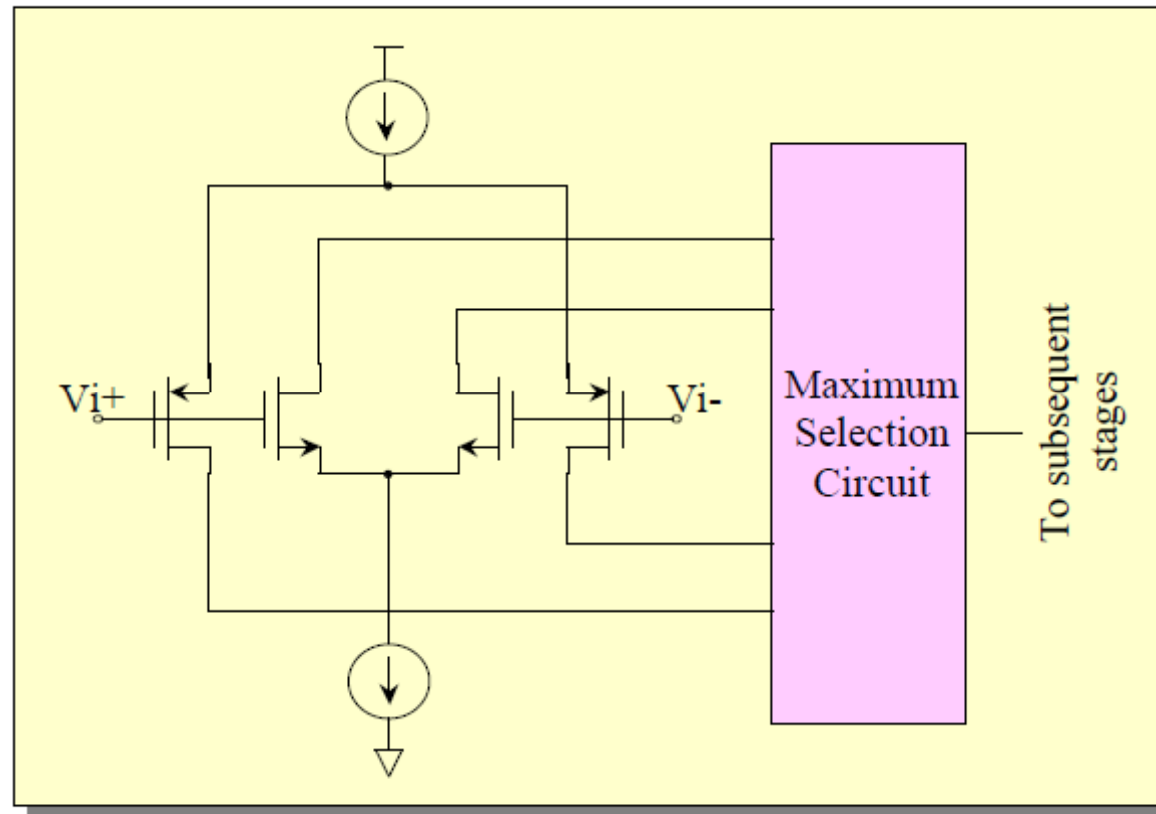 Vi+
Vi-
Maximum
Selection
Circuit
To subsequent
stages